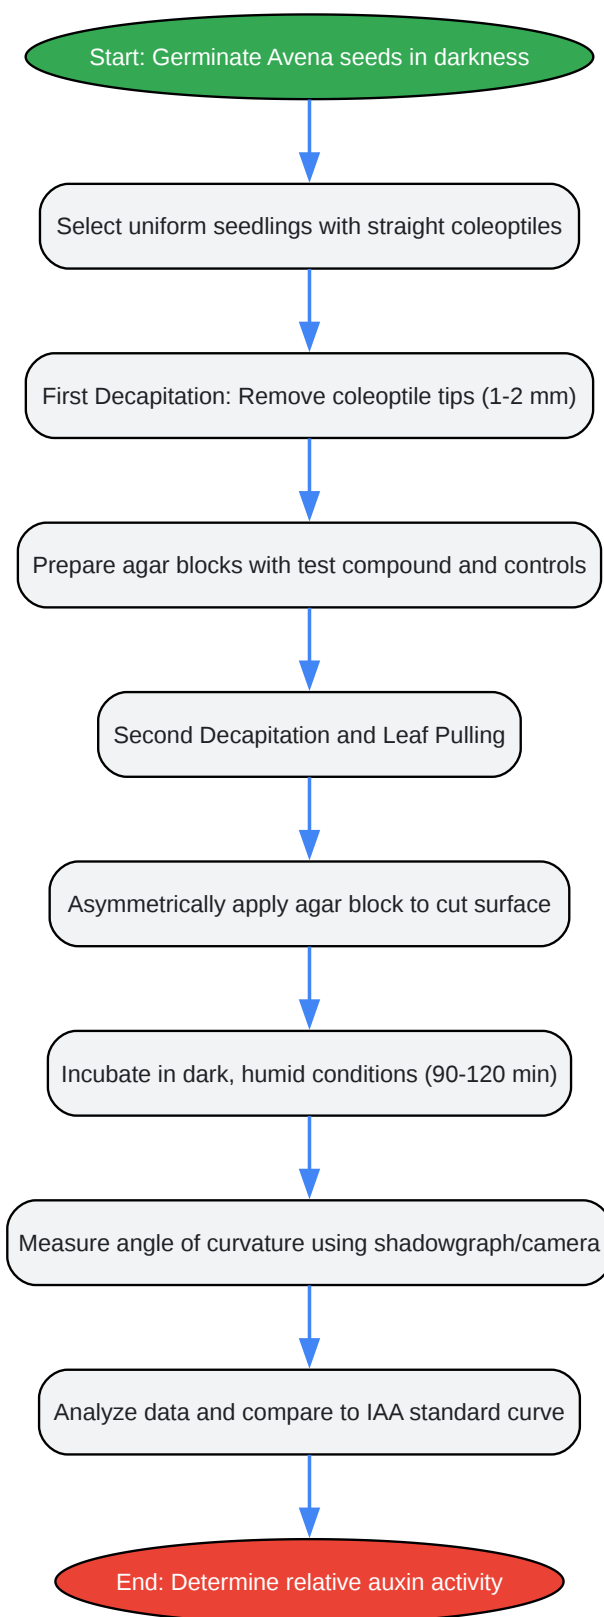 Start: Germinate Avena seeds in darkness
Select uniform seedlings with straight coleoptiles
First Decapitation: Remove coleoptile tips (1-2 mm)
Prepare agar blocks with test compound and controls
Second Decapitation and Leaf Pulling
Asymmetrically apply agar block to cut surface
Incubate in dark, humid conditions (90-120 min)
Measure angle of curvature using shadowgraph/camera
Analyze data and compare to IAA standard curve
End: Determine relative auxin activity